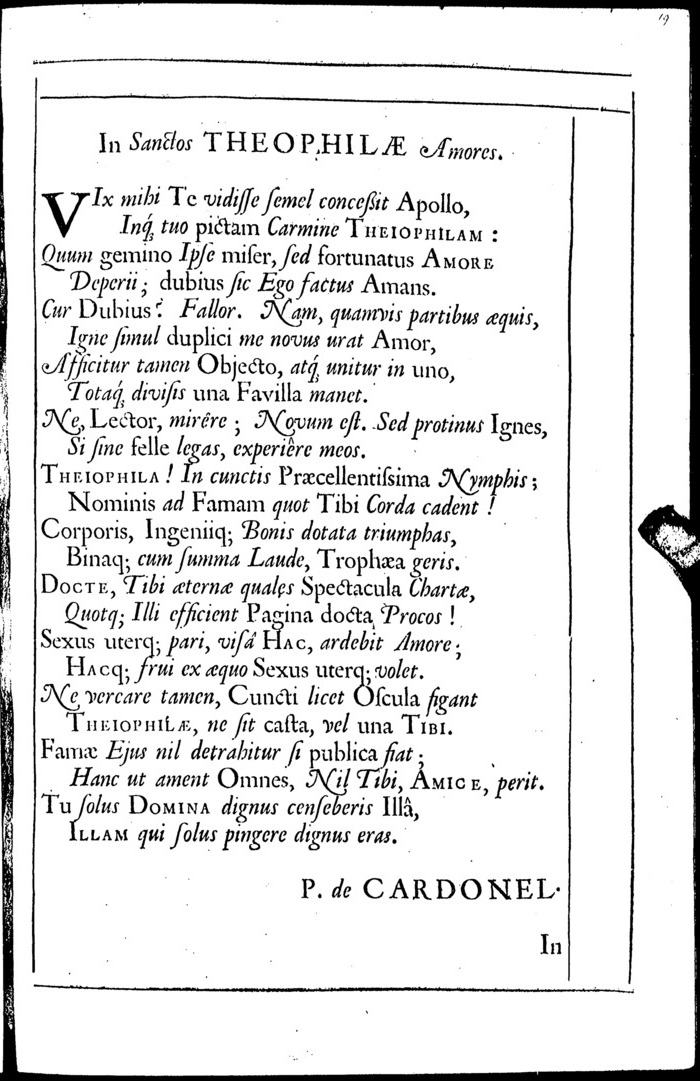 19
In Sanctos THEOPHILÆ Amores.
VIx mihi Te vidiſſe ſemel conceßit Apollo,
Inq́; tuo pictam Carmine THEIOPHILAM :
Quum gemino Ipſe miſer, ſed fortunatus AMORE
Deperii ; dubius ſic Ego factus Amans.
Cur Dubius? Fallor. Nam, quamvis partibus æquis,
Igne ſimul duplici me novus urat Amor,
Afficitur tamen Objecto, atq́; unitur in uno,
Totaq́; diviſis una Favilla manet.
Ne, Lector, mirêre ; Novum eſt. Sed protinus Ignes,
Si ſine felle legas, experiêre meos.
THEIOPHILA ! In cunctis Præcellentiſsima Nymphis ;
Nominis ad Famam quot Tibi Corda cadent !
Corporis, Ingeniiq; Bonis dotata triumphas,
Binaq; cum ſumma Laude, Trophæa geris.
DOCTE, Tibi æternæ quales Spectacula Chartæ,
Quotq; Illi efficient Pagina docta Procos !
Sexus uterq; pari, viſâ HAC, ardebit Amore ;
HACq; frui ex æquo Sexus uterq; volet.
Ne vercare tamen, Cuncti licet Oſcula figant
THEIOPHILÆ, ne ſit caſta, vel una TIBI.
Famæ Ejus nil detrahitur ſi publica fiat ;
Hanc ut ament Omnes, Nil Tibi, AMICE, perit.
Tu ſolus DOMINA dignus cenſeberis Illâ,
ILLAM qui ſolus pingere dignus eras.
P. de CARDONEL.
In